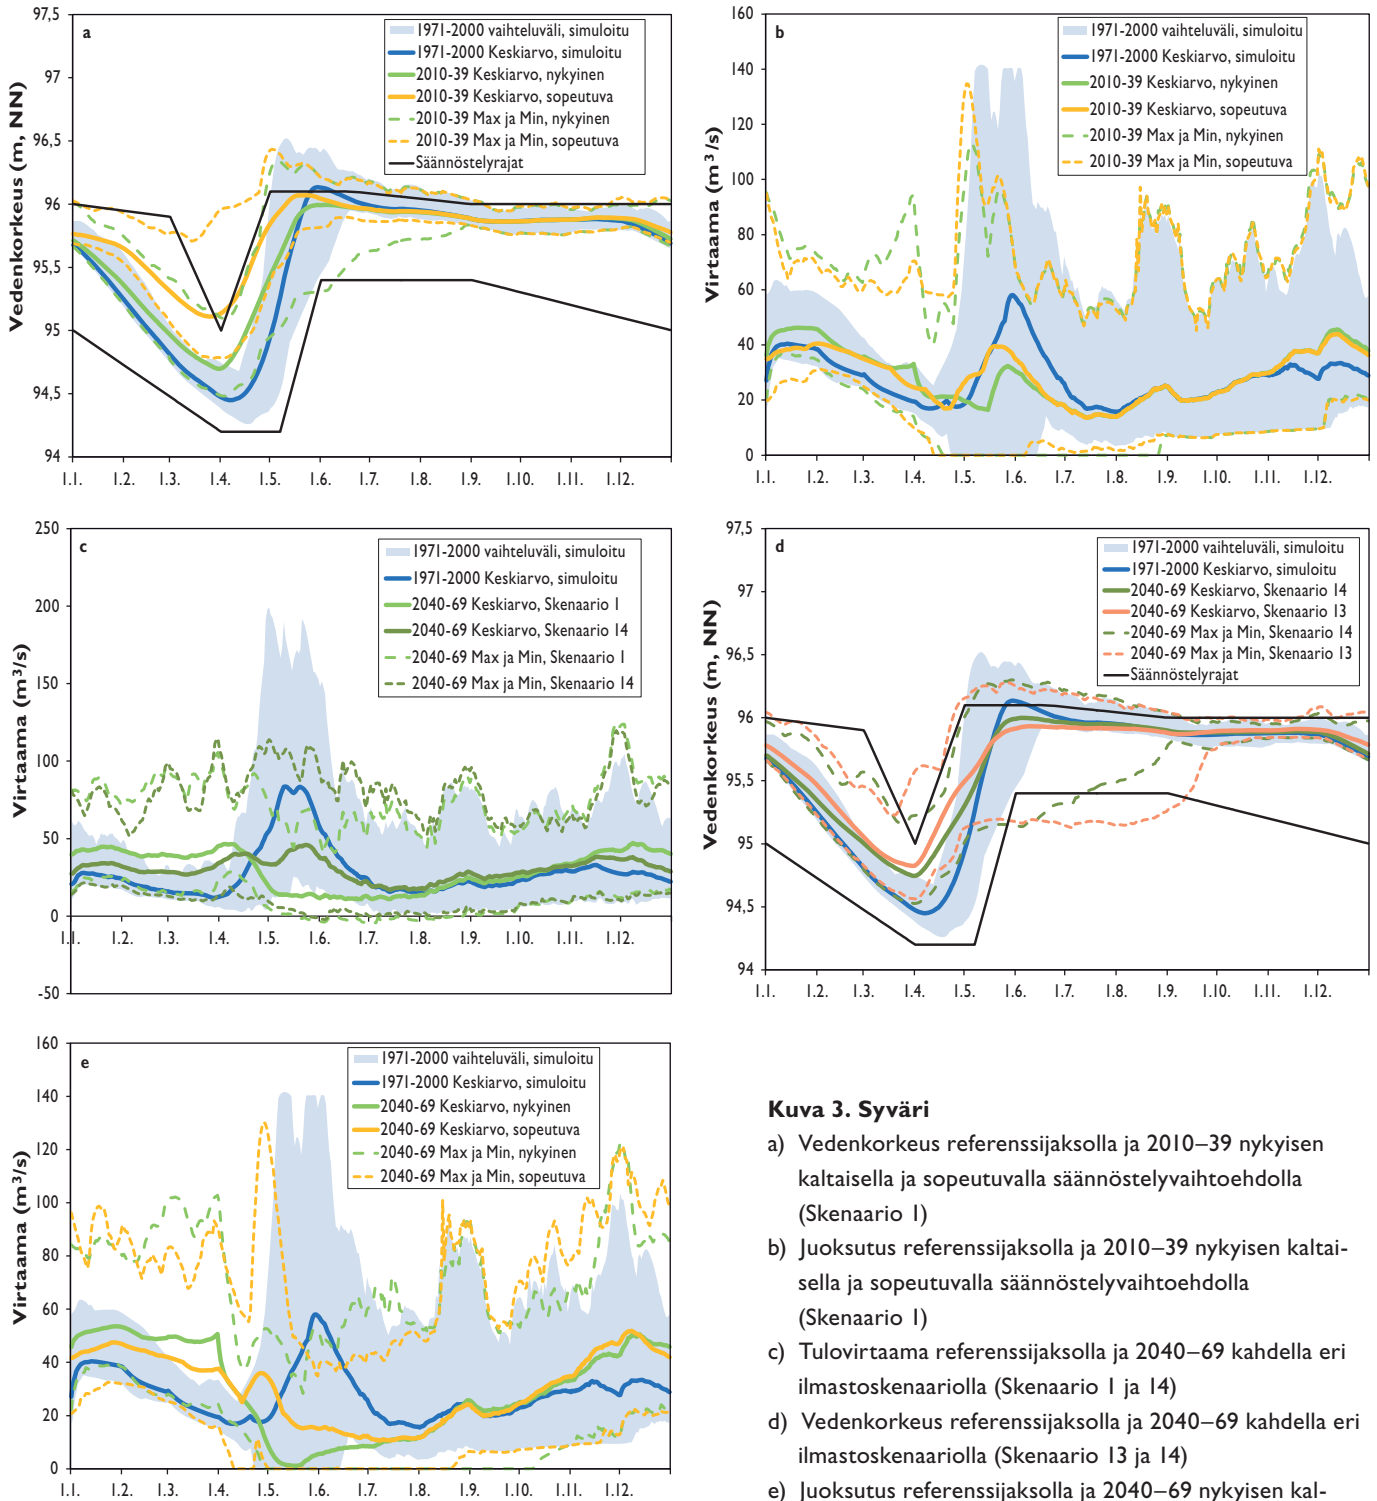 97,5
97
96,5
96
95,5
95
94,5
94
Vedenkorkeus (m, NN)
a
1971-2000 vaihteluväli, simuloitu
1971-2000 Keskiarvo, simuloitu
2010-39 Keskiarvo, nykyinen
2010-39 Keskiarvo, sopeutuva
2010-39 Max ja Min, nykyinen
2010-39 Max ja Min, sopeutuva
Säännöstelyrajat
1.1. 1.2. 1.3. 1.4. 1.5. 1.6. 1.7. 1.8. 1.9. 1.10. 1.11. 1.12.
160
140
120
100
80
60
40
20
0
Virtaama (m³/s)
b
1971-2000 vaihteluväli, simuloitu
1971-2000 Keskiarvo, simuloitu
2010-39 Keskiarvo, nykyinen
2010-39 Keskiarvo, sopeutuva
2010-39 Max ja Min, nykyinen
2010-39 Max ja Min, sopeutuva
1.1. 1.2. 1.3. 1.4. 1.5. 1.6. 1.7. 1.8. 1.9. 1.10. 1.11. 1.12.
250
200
150
100
50
0
-50
Virtaama (m³/s)
c
1971-2000 vaihteluväli, simuloitu
1971-2000 Keskiarvo, simuloitu
2040-69 Keskiarvo, Skenaario 1
2040-69 Keskiarvo, Skenaario 14
2040-69 Max ja Min, Skenaario 1
2040-69 Max ja Min, Skenaario 14
1.1. 1.2. 1.3. 1.4. 1.5. 1.6. 1.7. 1.8. 1.9. 1.10. 1.11. 1.12.
97,5
97
96,5
96
95,5
95
94,5
94
Vedenkorkeus (m, NN)
d
1971-2000 vaihteluväli, simuloitu
1971-2000 Keskiarvo, simuloitu
2040-69 Keskiarvo, Skenaario 14
2040-69 Keskiarvo, Skenaario 13
2040-69 Max ja Min, Skenaario 14
2040-69 Max ja Min, Skenaario 13
Säännöstelyrajat
1.1. 1.2. 1.3. 1.4. 1.5. 1.6. 1.7. 1.8. 1.9. 1.10. 1.11. 1.12.
160
140
120
100
80
60
40
20
0
Virtaama (m³/s)
e
1971-2000 vaihteluväli, simuloitu
1971-2000 Keskiarvo, simuloitu
2040-69 Keskiarvo, nykyinen
2040-69 Keskiarvo, sopeutuva
2040-69 Max ja Min, nykyinen
2040-69 Max ja Min, sopeutuva
1.1. 1.2. 1.3. 1.4. 1.5. 1.6. 1.7. 1.8. 1.9. 1.10. 1.11. 1.12.
Kuva 3. Syväri
a) Vedenkorkeus referenssijaksolla ja 2010–39 nykyisen
kaltaisella ja sopeutuvalla säännöstelyvaihtoehdolla
(Skenaario 1)
b) Juoksutus referenssijaksolla ja 2010–39 nykyisen kaltai-
sella ja sopeutuvalla säännöstelyvaihtoehdolla
(Skenaario 1)
c) Tulovirtaama referenssijaksolla ja 2040–69 kahdella eri
ilmastoskenaariolla (Skenaario 1 ja 14)
d) Vedenkorkeus referenssijaksolla ja 2040–69 kahdella eri
ilmastoskenaariolla (Skenaario 13 ja 14)
e) Juoksutus referenssijaksolla ja 2040–69 nykyisen kal-